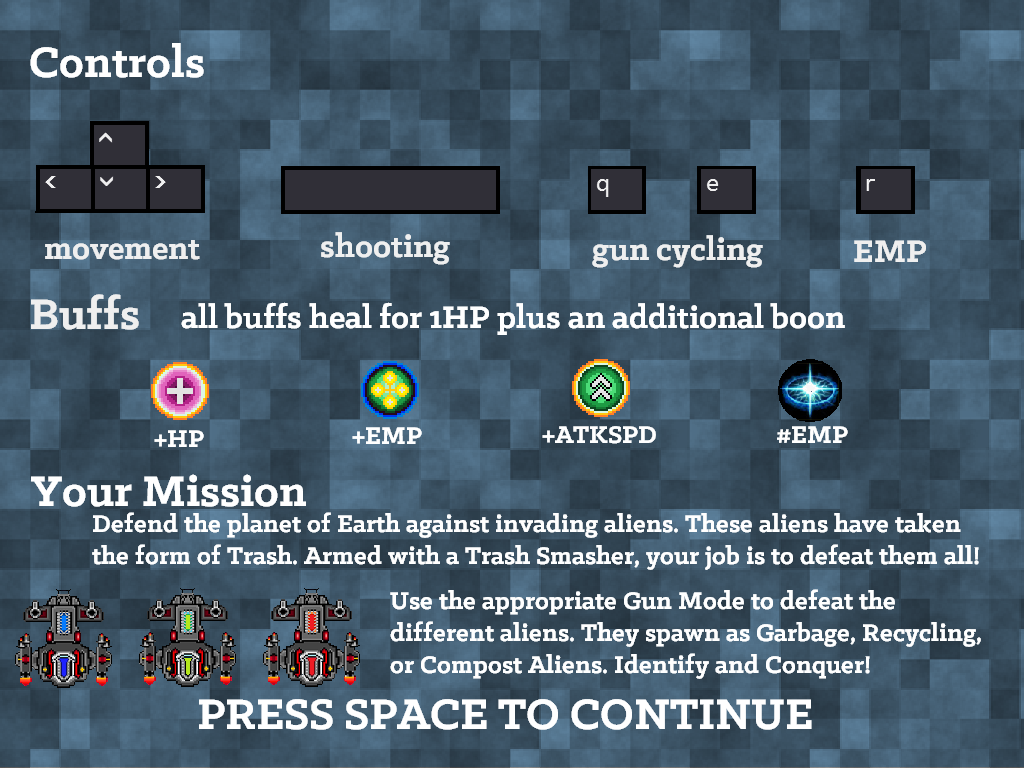 Controls
^
< v >
q e r
movement shooting gun cycling EMP
Buffs all buffs heal for 1HP plus an additional boon
+HP +EMP +ATKSPD #EMP
Your Mission
Defend the planet of Earth against invading aliens. These aliens have taken
the form of Trash. Armed with a Trash Smasher, your job is to defeat them all!
Use the appropriate Gun Mode to defeat the
different aliens. They spawn as Garbage, Recycling,
or Compost Aliens. Identify and Conquer!
PRESS SPACE TO CONTINUE